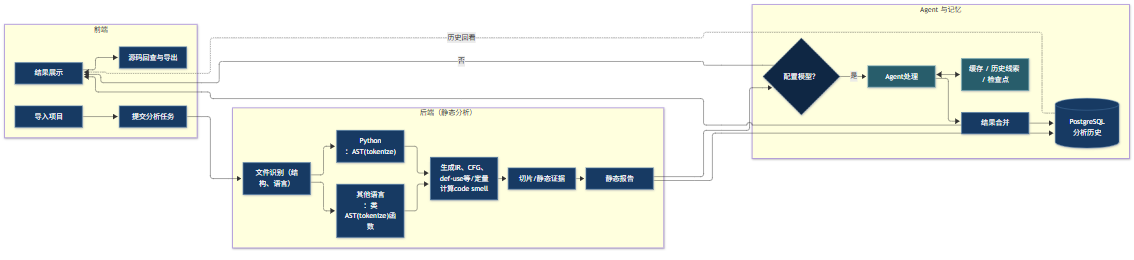 前端
源码回查与导出
结果展示
导入项目
提交分析任务
历史回看
否
后端（静态分析）
文件识别（结
构、语言）
Python
：AST(tokenize)
其他语言
：类
AST(tokenize)函
数
生成IR、CFG、
def-use等/定量
计算code smell
切片/静态证据
静态报告
Agent 与记忆
配置模型?
是
Agent处理
缓存 / 历史线索
/ 检查点
结果合并
PostgreSQL
分析历史